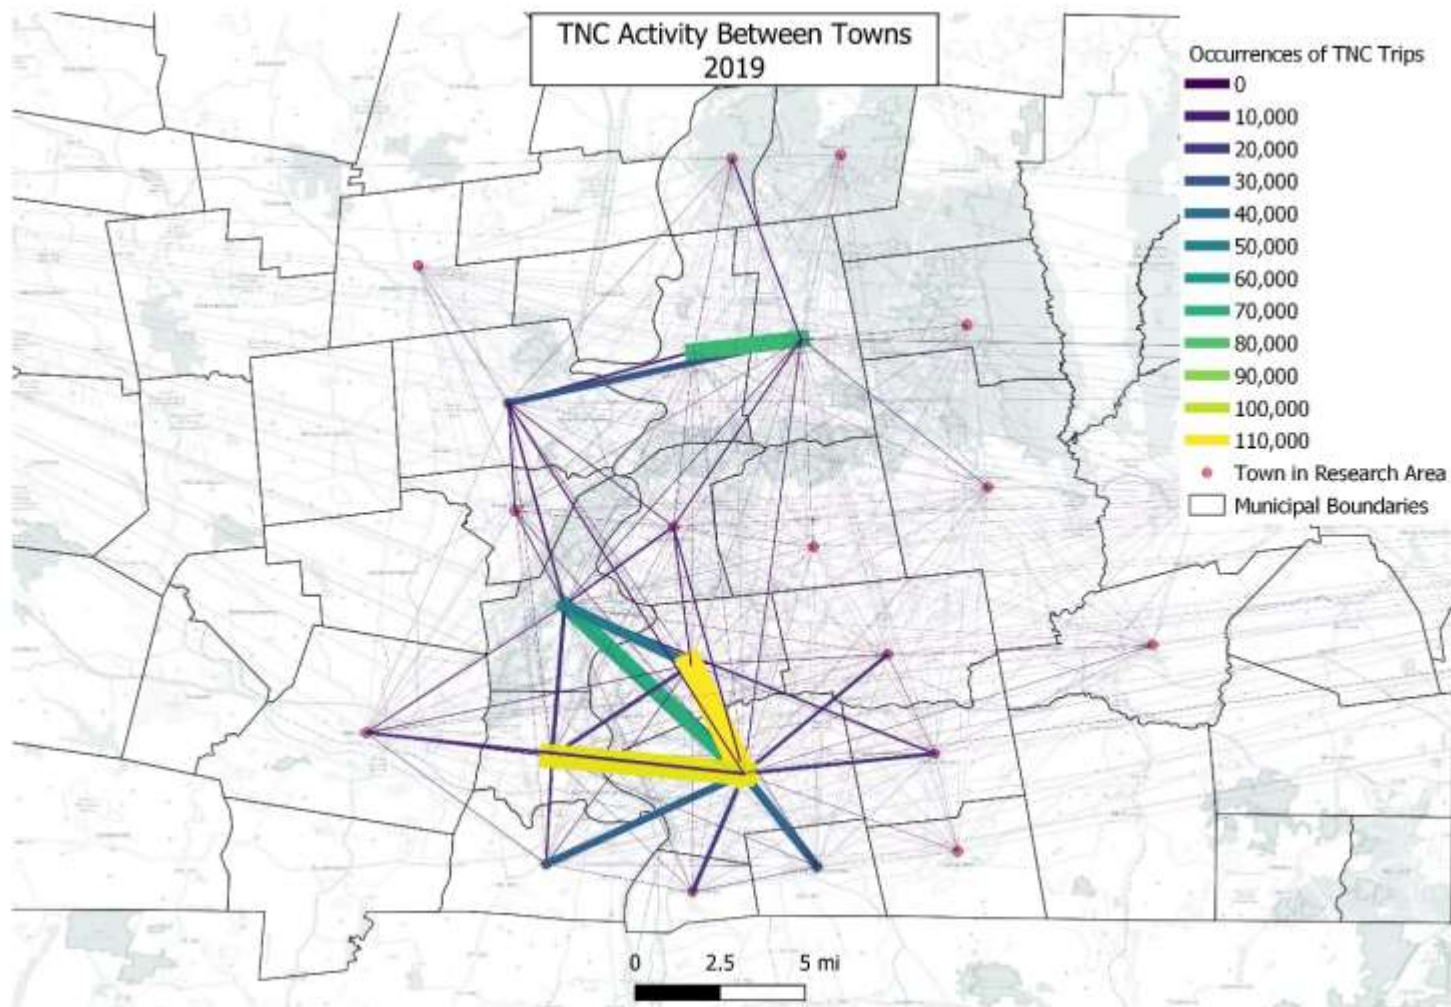 TNC Activity Between Towns
2019
Occurrences of TNC Trips
0
10,000
20,000
30,000
40,000
50,000
60,000
70,000
80,000
90,000
100,000
110,000
Town in Research Area
Municipal Boundaries
0 2.5 5 mi